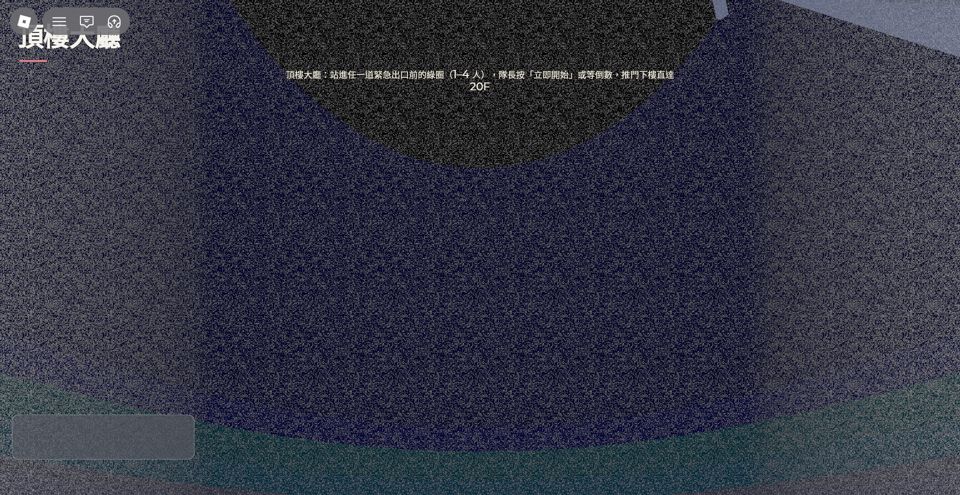 頂樓大廳
頂樓大廳：站進任一道緊急出口前的綠圈（1–4 人），隊長按「立即開始」或等倒數，推門下樓直達
20F